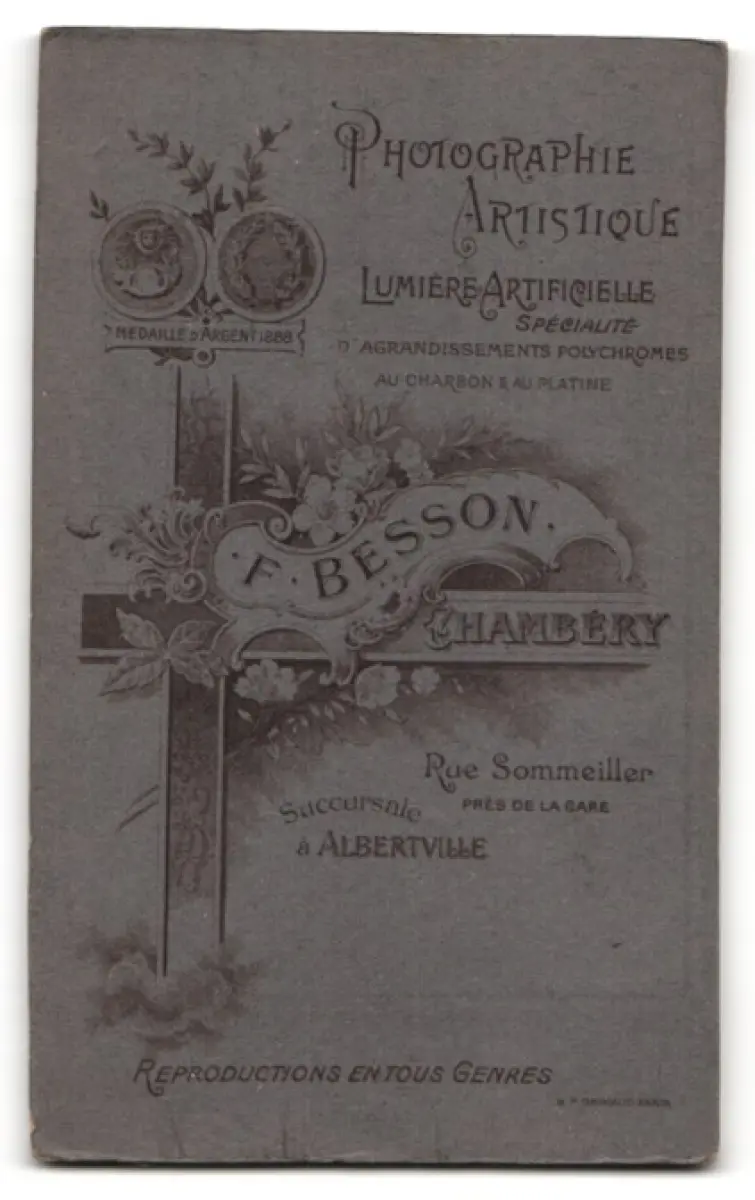 PHOTOGRAPHIE
ARTISTIQUE
LUMIÈRE ARTIFICIELLE
SPÉCIALITÉ
D'AGRANDISSEMENTS POLYCHROMES
AU CHARBON & AU PLATINE
MEDAILLE D'ARGENT 1888
· F · BESSON ·
CHAMBÉRY
Rue Sommeiller
PRÈS DE LA GARE
Succursale
à ALBERTVILLE
REPRODUCTIONS EN TOUS GENRES